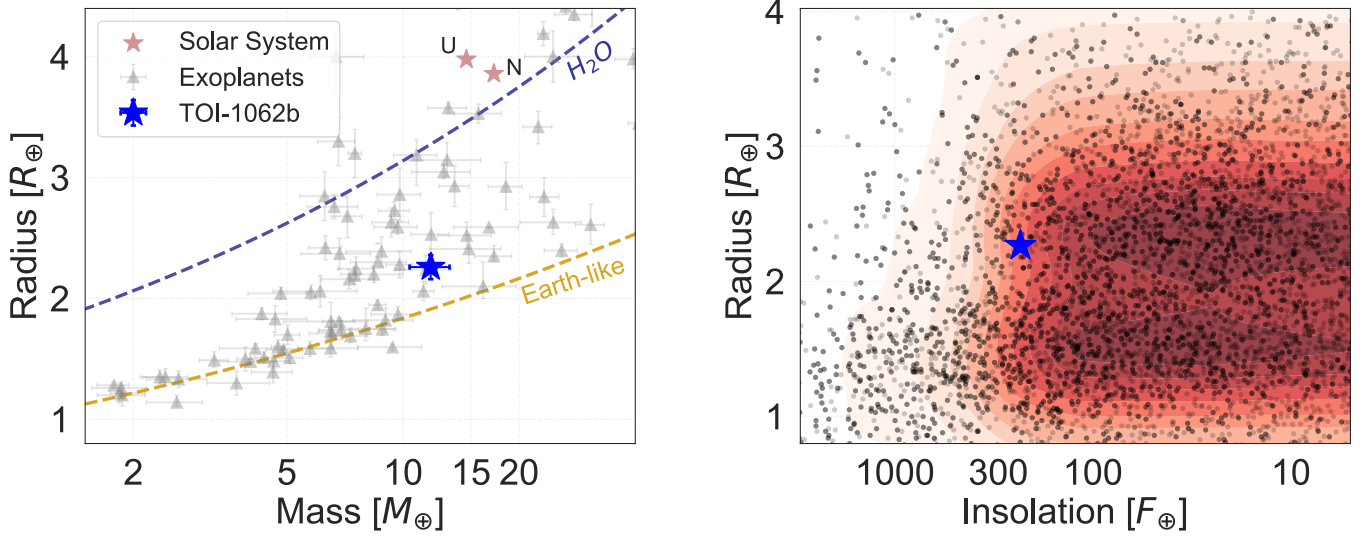 Solar System
Exoplanets
TOI-1062b
U
N
H₂O
Earth-like
4
3
2
1
Radius [R⊕]
2 5 10 15 20
Mass [M⊕]
4
3
2
1
Radius [R⊕]
1000 300 100 10
Insolation [F⊕]